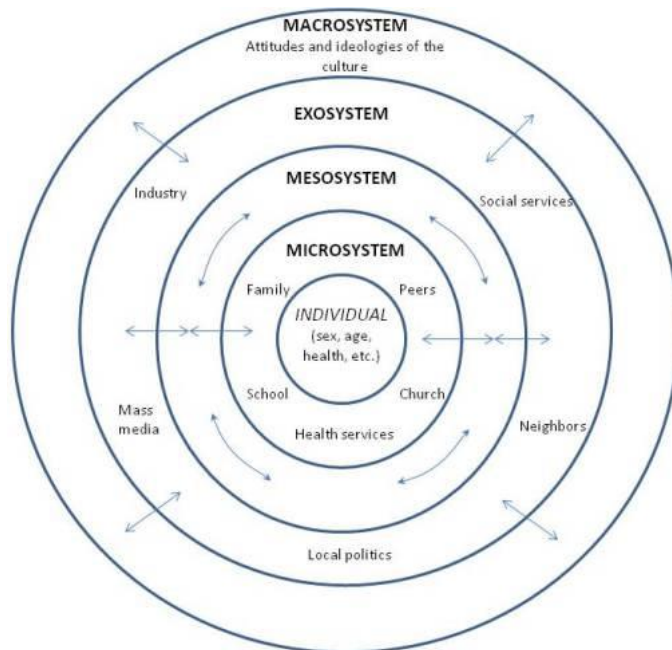 MACROSYSTEM
Attitudes and ideologies of the
culture
EXOSYSTEM
MESOSYSTEM
Industry
Social services
MICROSYSTEM
Family
Peers
INDIVIDUAL
(sex, age,
health, etc.)
School
Church
Mass
media
Neighbors
Health services
Local politics